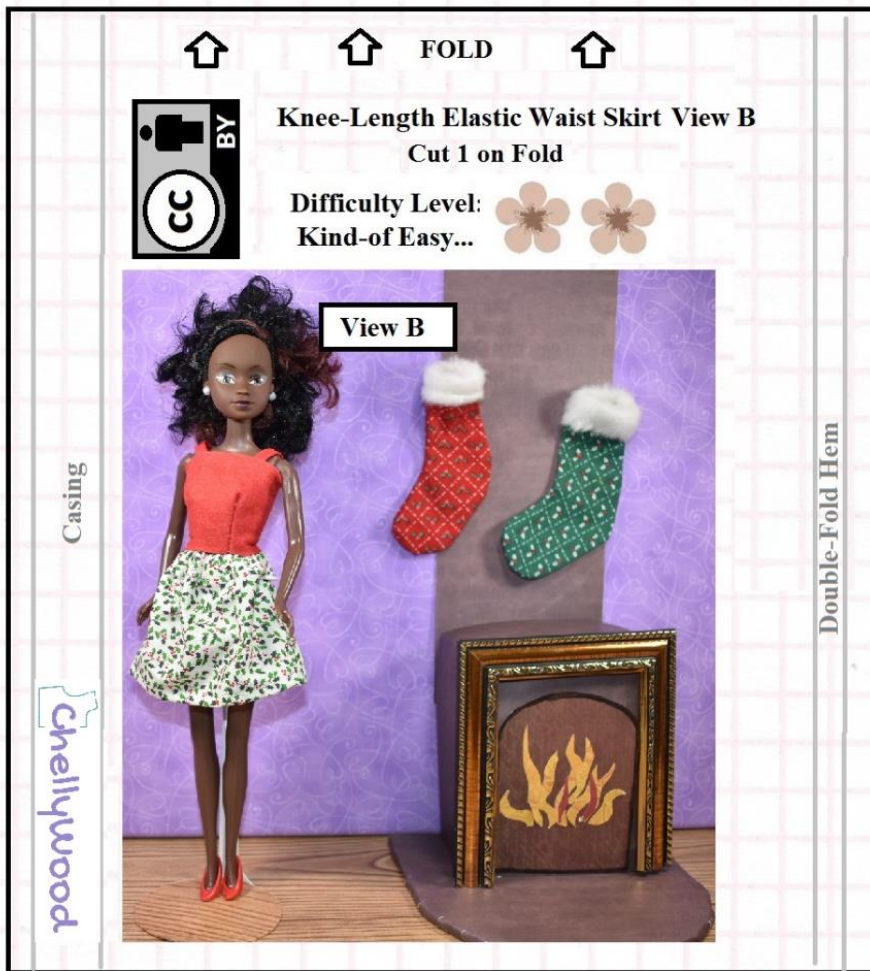 FOLD
BY
CC
Knee-Length Elastic Waist Skirt View B
Cut 1 on Fold
Difficulty Level:
Kind-of Easy...
View B
Casing
Double-Fold Hem
Chellywood